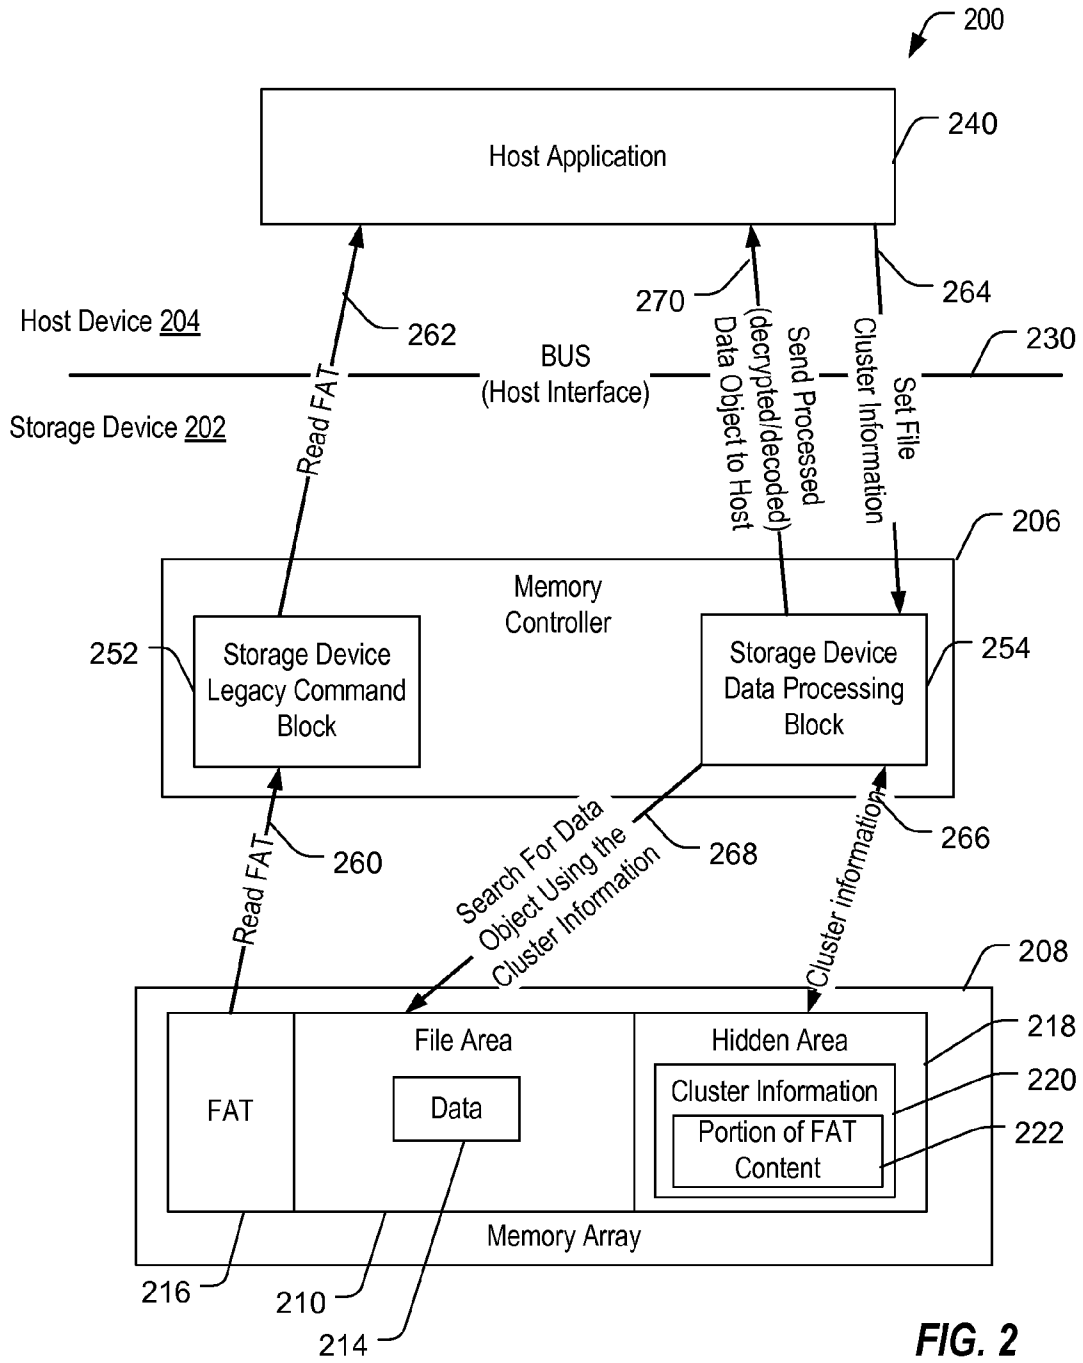 200
Host Application
240
262
270
264
Host Device 204
BUS
(Host Interface)
230
Storage Device 202
Read FAT
Send Processed
(decrypted/decoded)
Data Object to Host
Set File
Cluster Information
206
Memory
Controller
252
Storage Device
Legacy Command
Block
Storage Device
Data Processing
Block
254
Read FAT
260
Search For Data
Object Using the
Cluster Information
268
Cluster information
266
208
FAT
File Area
Data
Hidden Area
Cluster Information
Portion of FAT
Content
218
220
222
Memory Array
216
210
214
FIG. 2